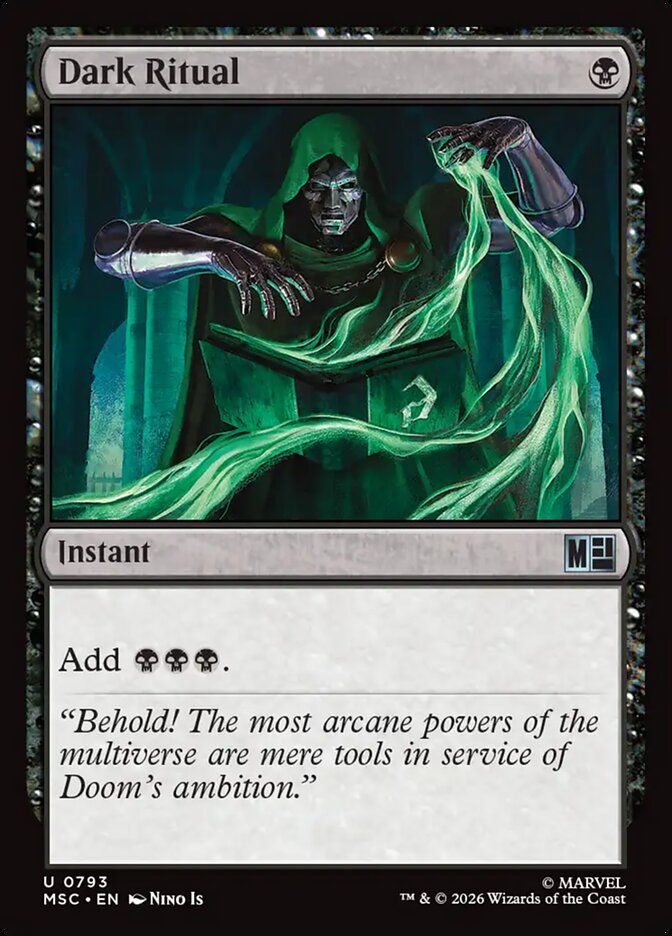 Dark Ritual
Instant
Add .
“Behold! The most arcane powers of the
multiverse are mere tools in service of
Doom’s ambition.”
U 0793
MSC • EN Nino Is
© MARVEL
™ & © 2026 Wizards of the Coast